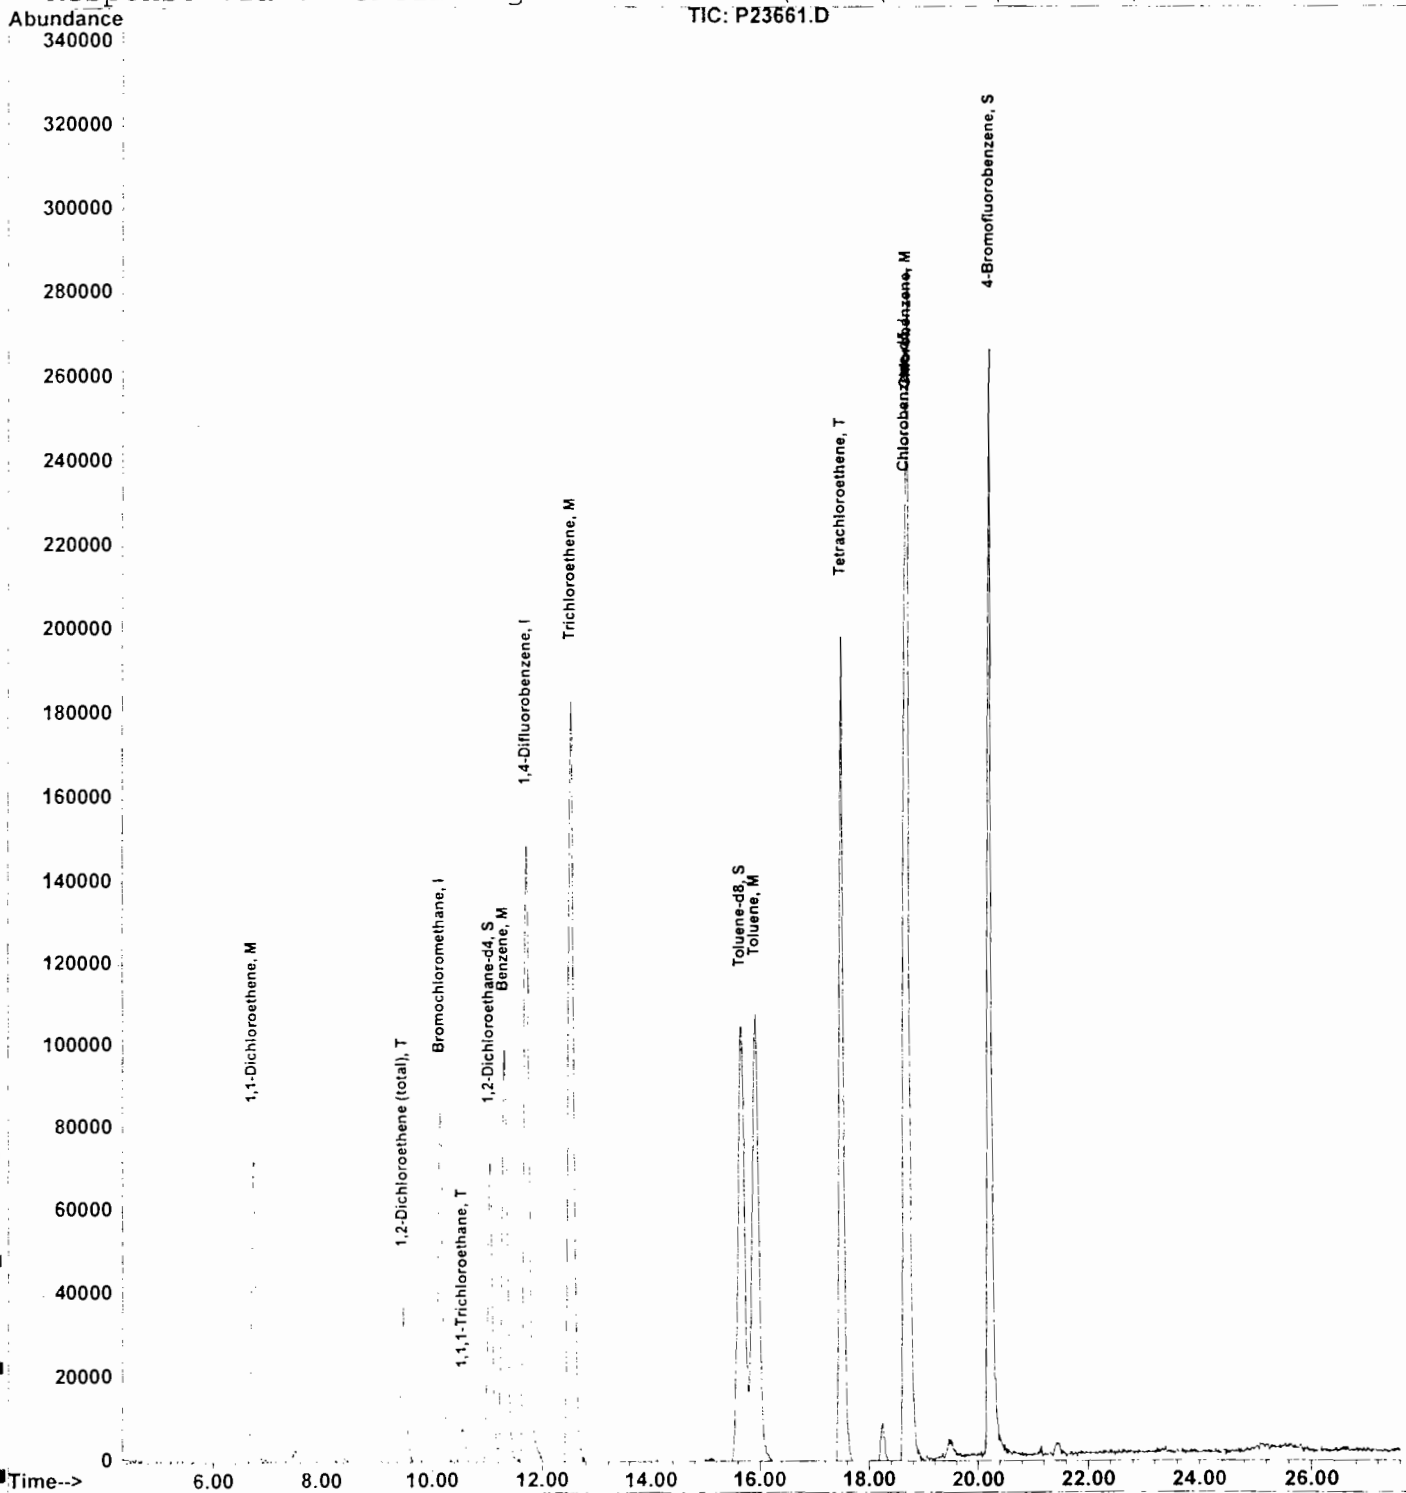 Abundance
TIC: P23661.D
340000
320000
300000
280000
260000
240000
220000
200000
180000
160000
140000
120000
100000
80000
60000
40000
20000
0
1,1-Dichloroethene, M
1,2-Dichloroethene (total), T
Bromochloromethane, I
1,1,1-Trichloroethane, T
1,2-Dichloroethane-d4, S
Benzene, M
1,4-Difluorobenzene, I
Trichloroethene, M
Toluene-d8, S
Toluene, M
Tetrachloroethene, T
Chlorobenzene, M
4-Bromofluorobenzene, S
Time-->
6.00 8.00 10.00 12.00 14.00 16.00 18.00 20.00 22.00 24.00 26.00